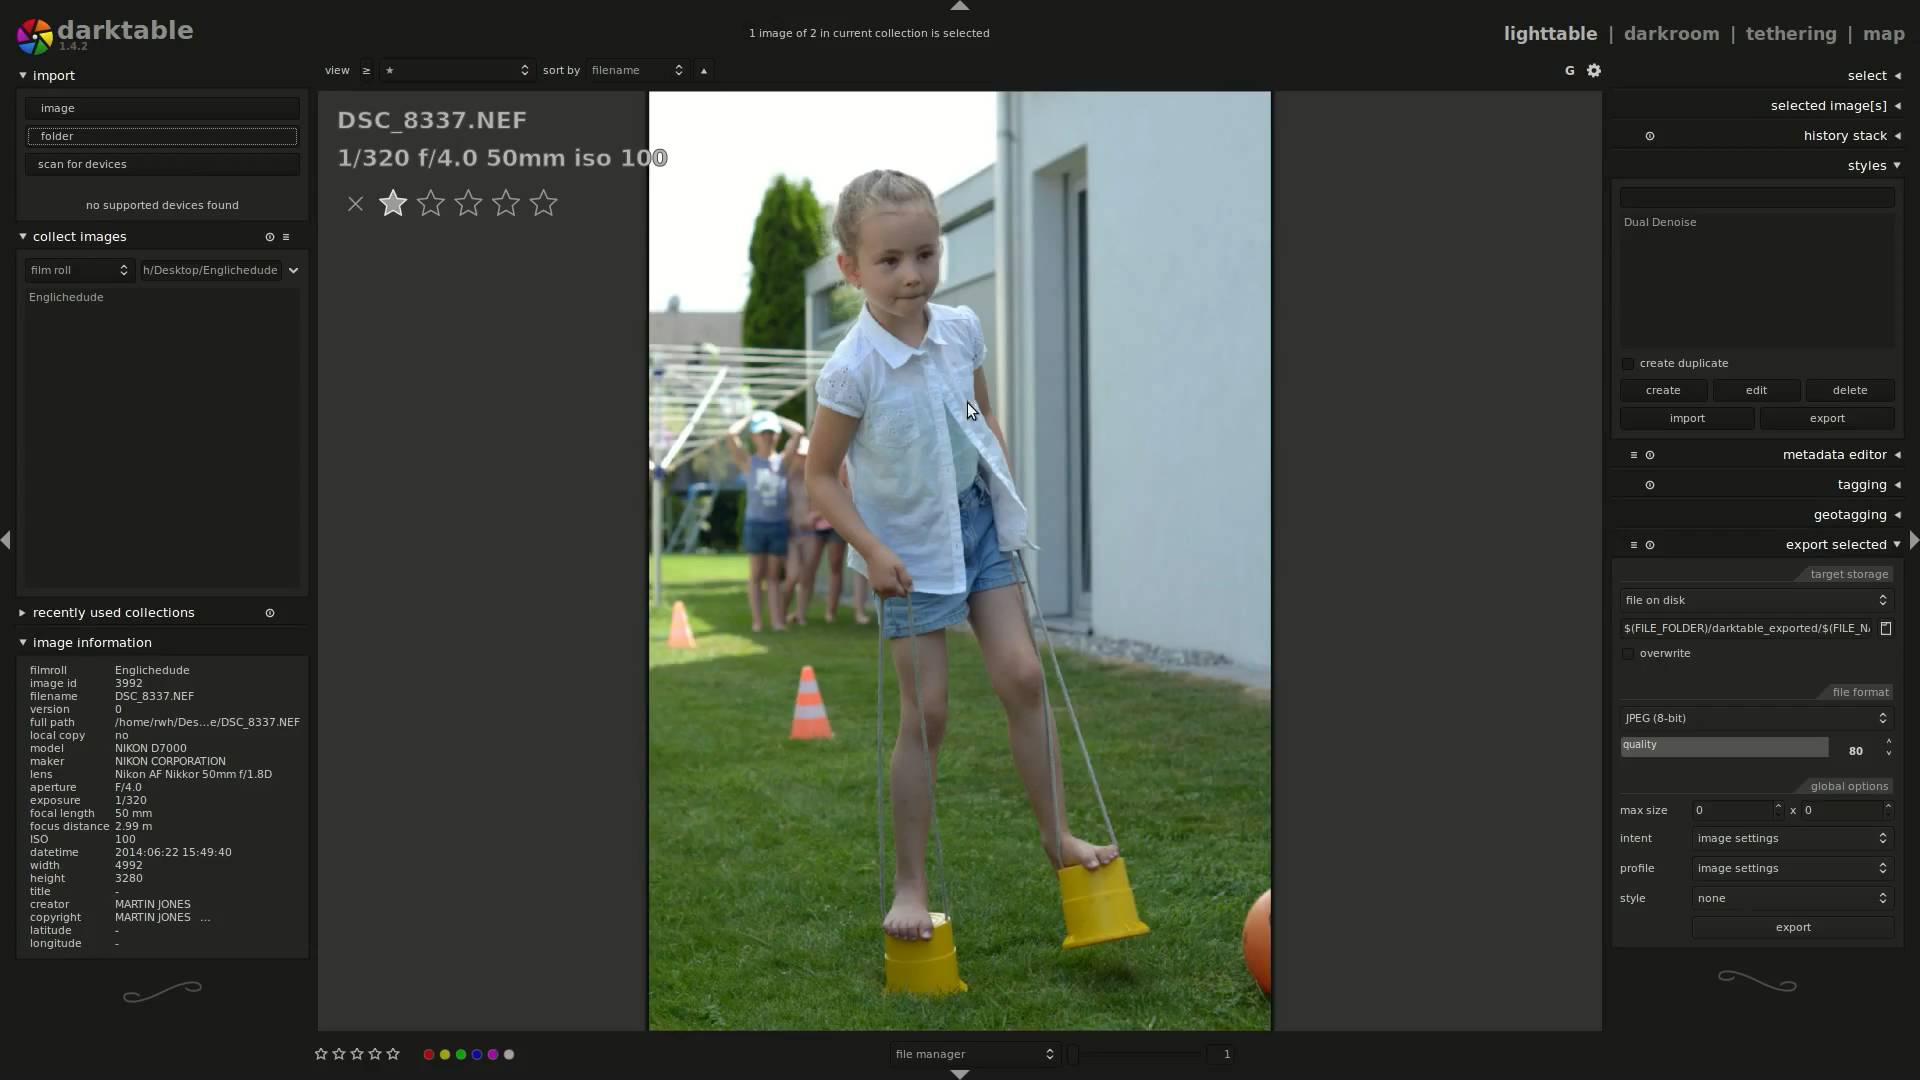 darktable
1.4.2
1 image of 2 in current collection is selected
lighttable | darkroom | tethering | map
view ≥ ★ sort by filename
G
import
image
folder
scan for devices
no supported devices found
collect images
film roll h/Desktop/Englichedude
Englichedude
recently used collections
image information
filmroll Englichedude
image id 3992
filename DSC_8337.NEF
version 0
full path /home/rwh/Des...e/DSC_8337.NEF
local copy no
model NIKON D7000
maker NIKON CORPORATION
lens Nikon AF Nikkor 50mm f/1.8D
aperture F/4.0
exposure 1/320
focal length 50 mm
focus distance 2.99 m
ISO 100
datetime 2014:06:22 15:49:40
width 4992
height 3280
title -
creator MARTIN JONES
copyright MARTIN JONES ...
latitude -
longitude -
DSC_8337.NEF
1/320 f/4.0 50mm iso 100
file manager 1
select
selected image[s]
history stack
styles
Dual Denoise
create duplicate
create edit delete
import export
metadata editor
tagging
geotagging
export selected
target storage
file on disk
$(FILE_FOLDER)/darktable_exported/$(FILE_NA
overwrite
file format
JPEG (8-bit)
quality 80
global options
max size 0 x 0
intent image settings
profile image settings
style none
export